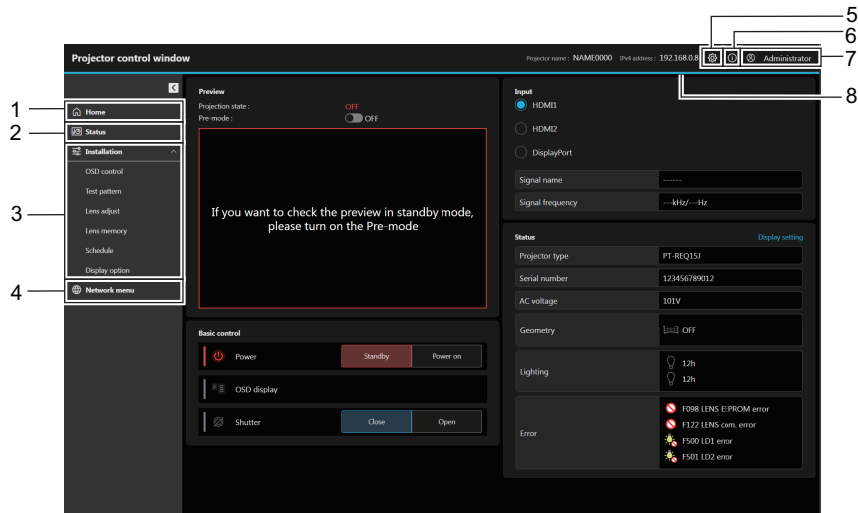 5
6
Projector control window
Projector name : NAME0000 IPv4 address : 192.168.0.8
Administrator
7
8
1
Home
2
Status
3
Installation
OSD control
Test pattern
Lens adjust
Lens memory
Schedule
Display option
4
Network menu
Preview
Projection state : OFF
Pre-mode : OFF
If you want to check the preview in standby mode,
please turn on the Pre-mode
Basic control
Power Standby Power on
OSD display
Shutter Close Open
Input
HDMI1
HDMI2
DisplayPort
Signal name ------
Signal frequency ---kHz/---Hz
Status Display setting
Projector type PT-REQ15J
Serial number 123456789012
AC voltage 101V
Geometry OFF
Lighting
12h
12h
Error
F098 LENS EEPROM error
F122 LENS com. error
F500 LD1 error
F501 LD2 error